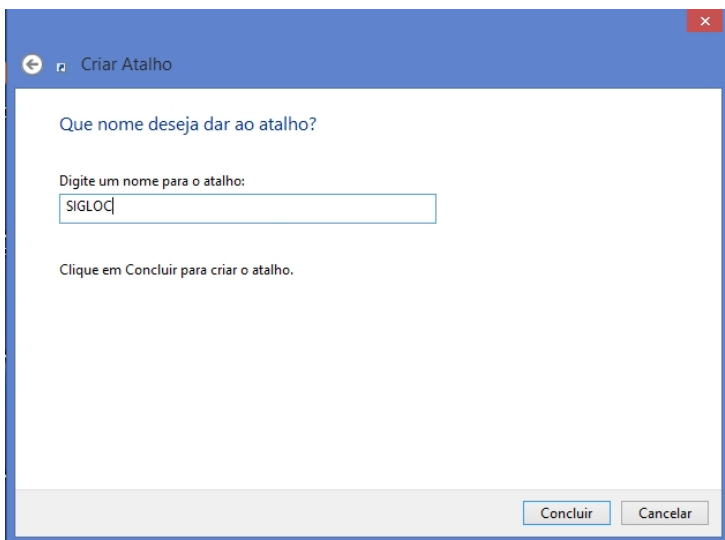 Criar Atalho
Que nome deseja dar ao atalho?
Digite um nome para o atalho:
SIGLOC
Clique em Concluir para criar o atalho.
Concluir Cancelar